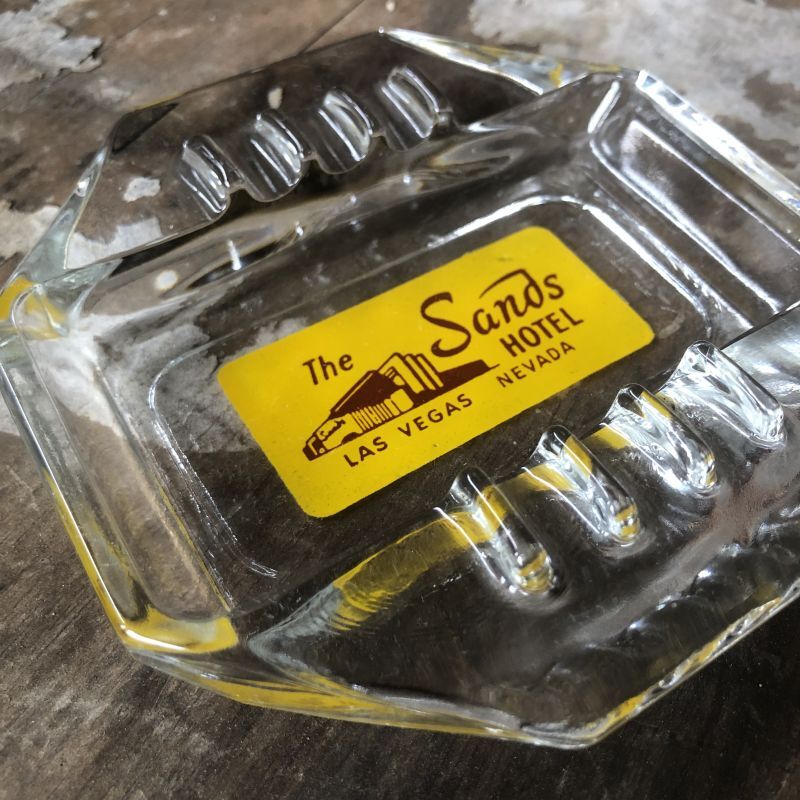 The Sands
HOTEL
LAS VEGAS NEVADA